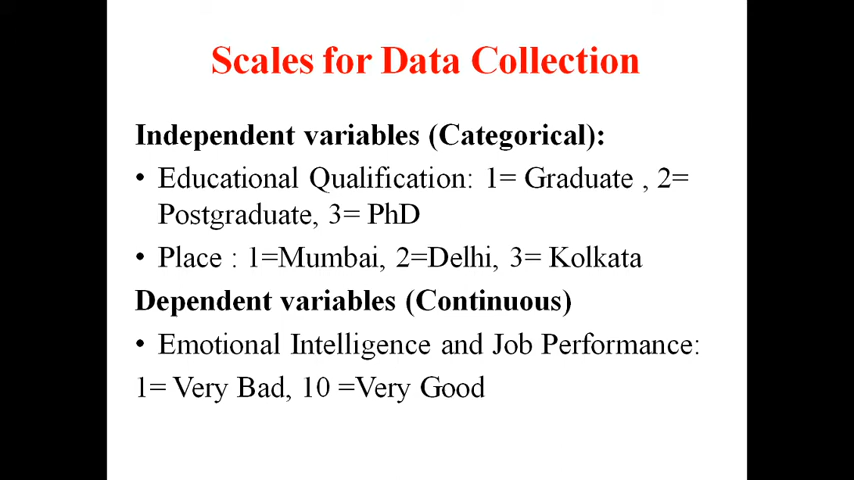 Scales for Data Collection
Independent variables (Categorical):
• Educational Qualification: 1= Graduate , 2=
Postgraduate, 3= PhD
• Place : 1=Mumbai, 2=Delhi, 3= Kolkata
Dependent variables (Continuous)
• Emotional Intelligence and Job Performance:
1= Very Bad, 10 =Very Good